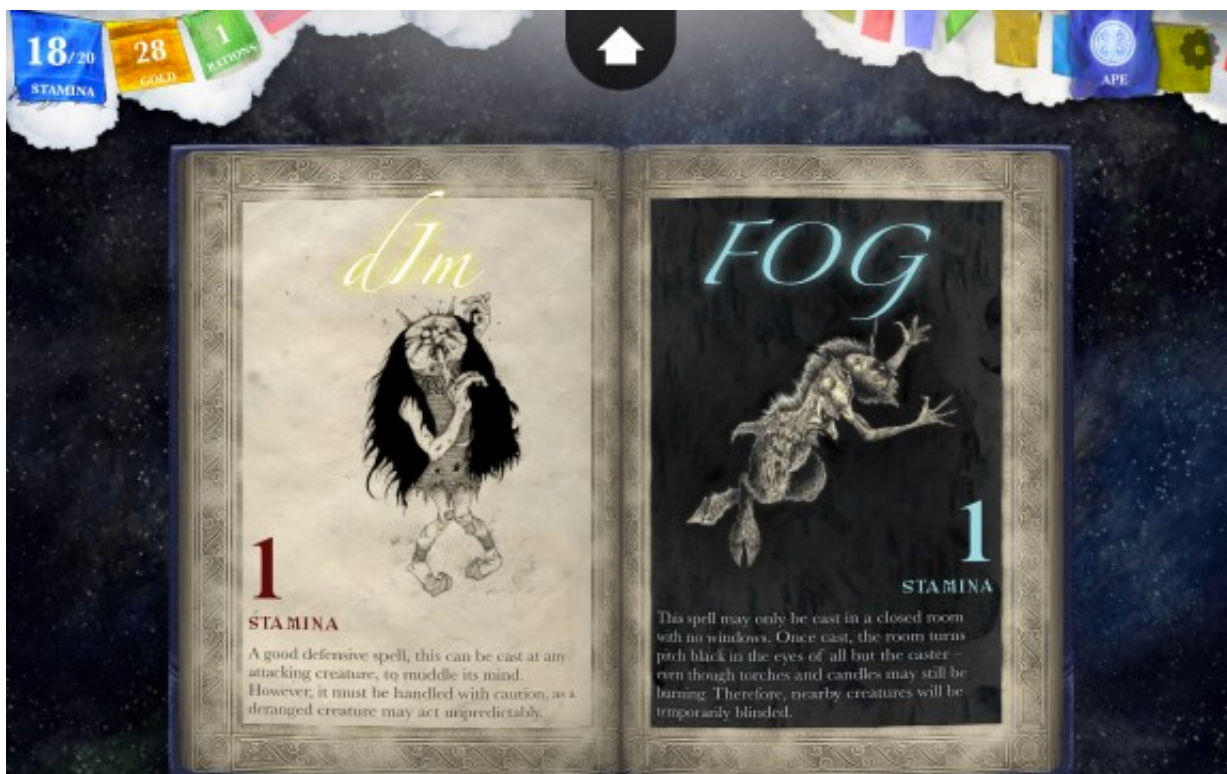 18/20
STAMINA
28
GOLD
1
RATIONS
APE
dIm
1
STAMINA
A good defensive spell, this can be cast at any
attacking creature, to muddle its mind.
However, it must be handled with caution, as a
deranged creature may act unpredictably.
FOG
1
STAMINA
This spell may only be cast in a closed room
with no windows. Once cast, the room turns
pitch black in the eyes of all but the caster –
even though torches and candles may still be
burning. Therefore, nearby creatures will be
temporarily blinded.